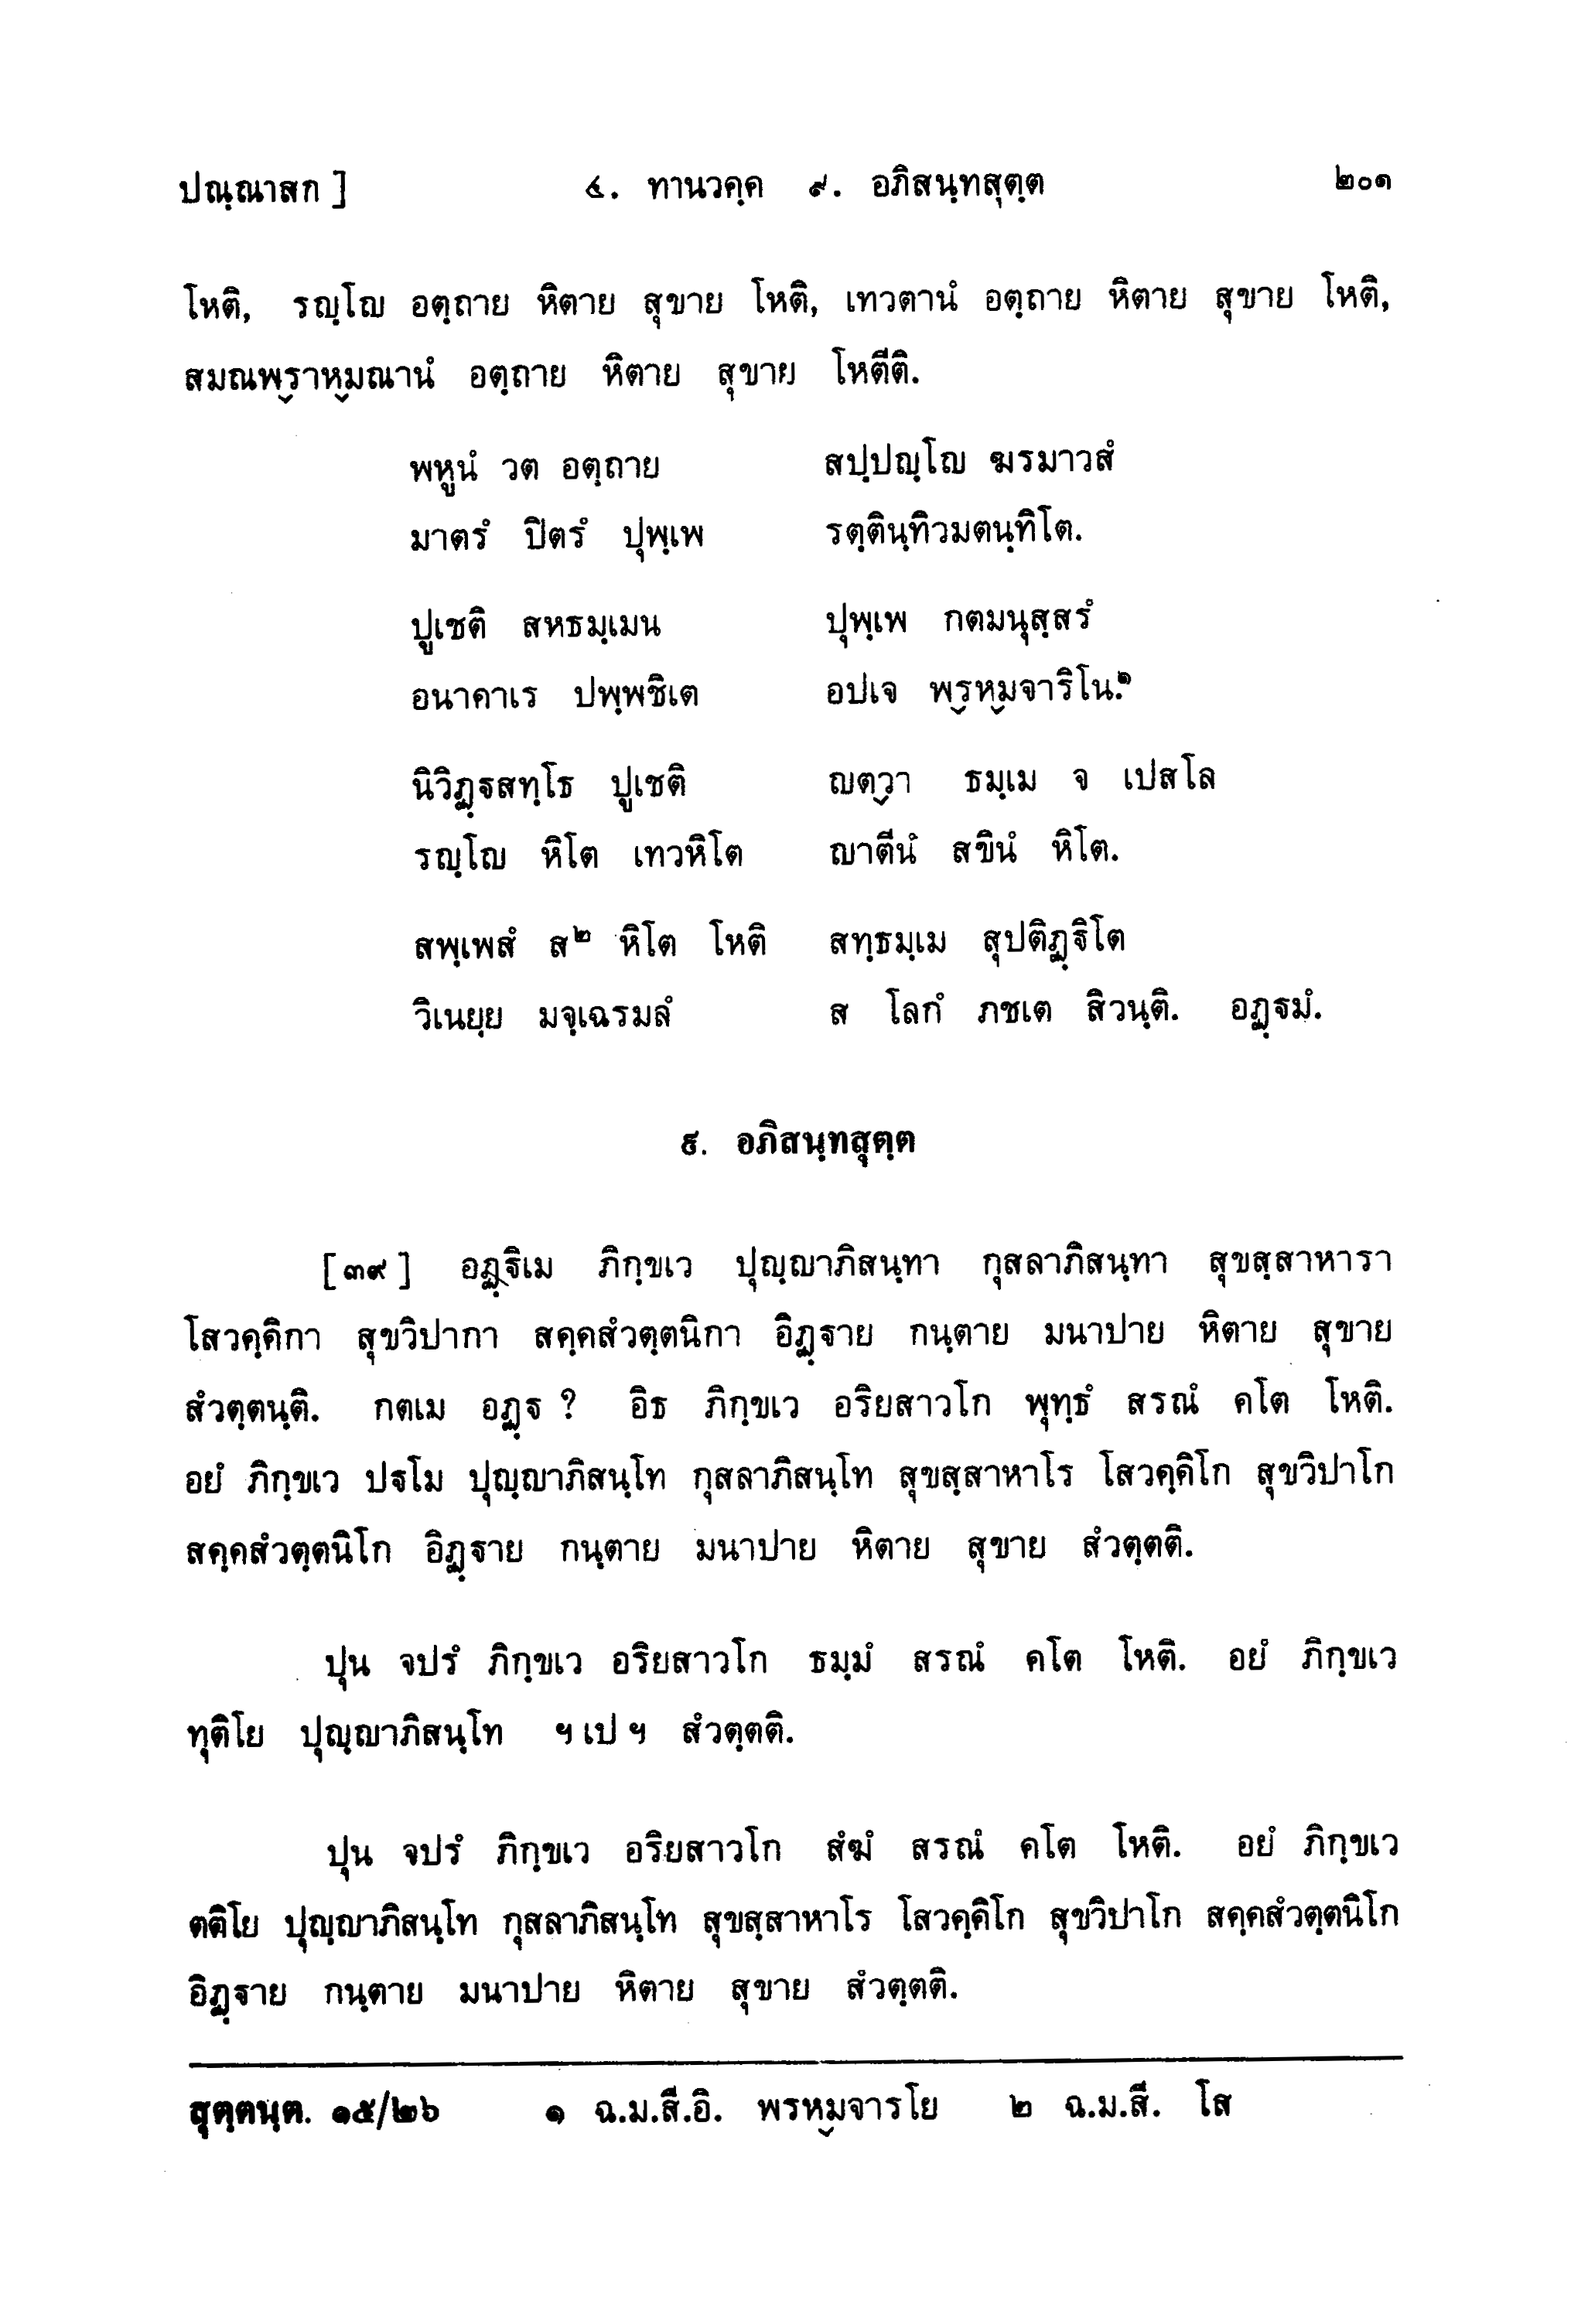 ปณฺณาสก ] ๔. ทานวคฺค ๙. อภิสนฺทสุตฺต ๒๐๑
โหติ, รญฺโญ อตฺถาย หิตาย สุขาย โหติ, เทวตานํ อตฺถาย หิตาย สุขาย โหติ,
สมณพฺราหฺมณานํ อตฺถาย หิตาย สุขาย โหตีติ.
พหูนํ วต อตฺถาย สปฺปญฺโญ ฆรมาวสํ
มาตรํ ปิตรํ ปุพฺเพ รตฺตินฺทิวมตนฺทิโต.
ปูเชติ สหธมฺเมน ปุพฺเพ กตมนุสฺสรํ
อนาคาเร ปพฺพชิเต อปเจ พฺรหฺมจาริโน.๑
นิวิฏฺฐสทฺโธ ปูเชติ ญตฺวา ธมฺเม จ เปสโล
รญฺโญ หิโต เทวหิโต ญาตีนํ สขินํ หิโต.
สพฺเพสํ ส๒ หิโต โหติ สทฺธมฺเม สุปติฏฺฐิโต
วิเนยฺย มจฺเฉรมลํ ส โลกํ ภชเต สิวนฺติ. อฏฺฐมํ.
๙. อภิสนฺทสุตฺต
[๓๙] อฏฺฐิเม ภิกฺขเว ปุญฺญาภิสนฺทา กุสลาภิสนฺทา สุขสฺสาหารา
โสวคฺคิกา สุขวิปากา สคฺคสํวตฺตนิกา อิฏฺฐาย กนฺตาย มนาปาย หิตาย สุขาย
สํวตฺตนฺติ. กตเม อฏฺฐ ? อิธ ภิกฺขเว อริยสาวโก พุทฺธํ สรณํ คโต โหติ.
อยํ ภิกฺขเว ปฐโม ปุญฺญาภิสนฺโท กุสลาภิสนฺโท สุขสฺสาหาโร โสวคฺคิโก สุขวิปาโก
สคฺคสํวตฺตนิโก อิฏฺฐาย กนฺตาย มนาปาย หิตาย สุขาย สํวตฺตติ.
ปุน จปรํ ภิกฺขเว อริยสาวโก ธมฺมํ สรณํ คโต โหติ. อยํ ภิกฺขเว
ทุติโย ปุญฺญาภิสนฺโท ฯ เป ฯ สํวตฺตติ.
ปุน จปรํ ภิกฺขเว อริยสาวโก สํฆํ สรณํ คโต โหติ. อยํ ภิกฺขเว
ตติโย ปุญฺญาภิสนฺโท กุสลาภิสนฺโท สุขสฺสาหาโร โสวคฺคิโก สุขวิปาโก สคฺคสํวตฺตนิโก
อิฏฺฐาย กนฺตาย มนาปาย หิตาย สุขาย สํวตฺตติ.
สุตฺตนฺต. ๑๕/๒๖ ๑ ฉ.ม.สี.อิ. พรหฺมจารโย ๒ ฉ.ม.สี. โส